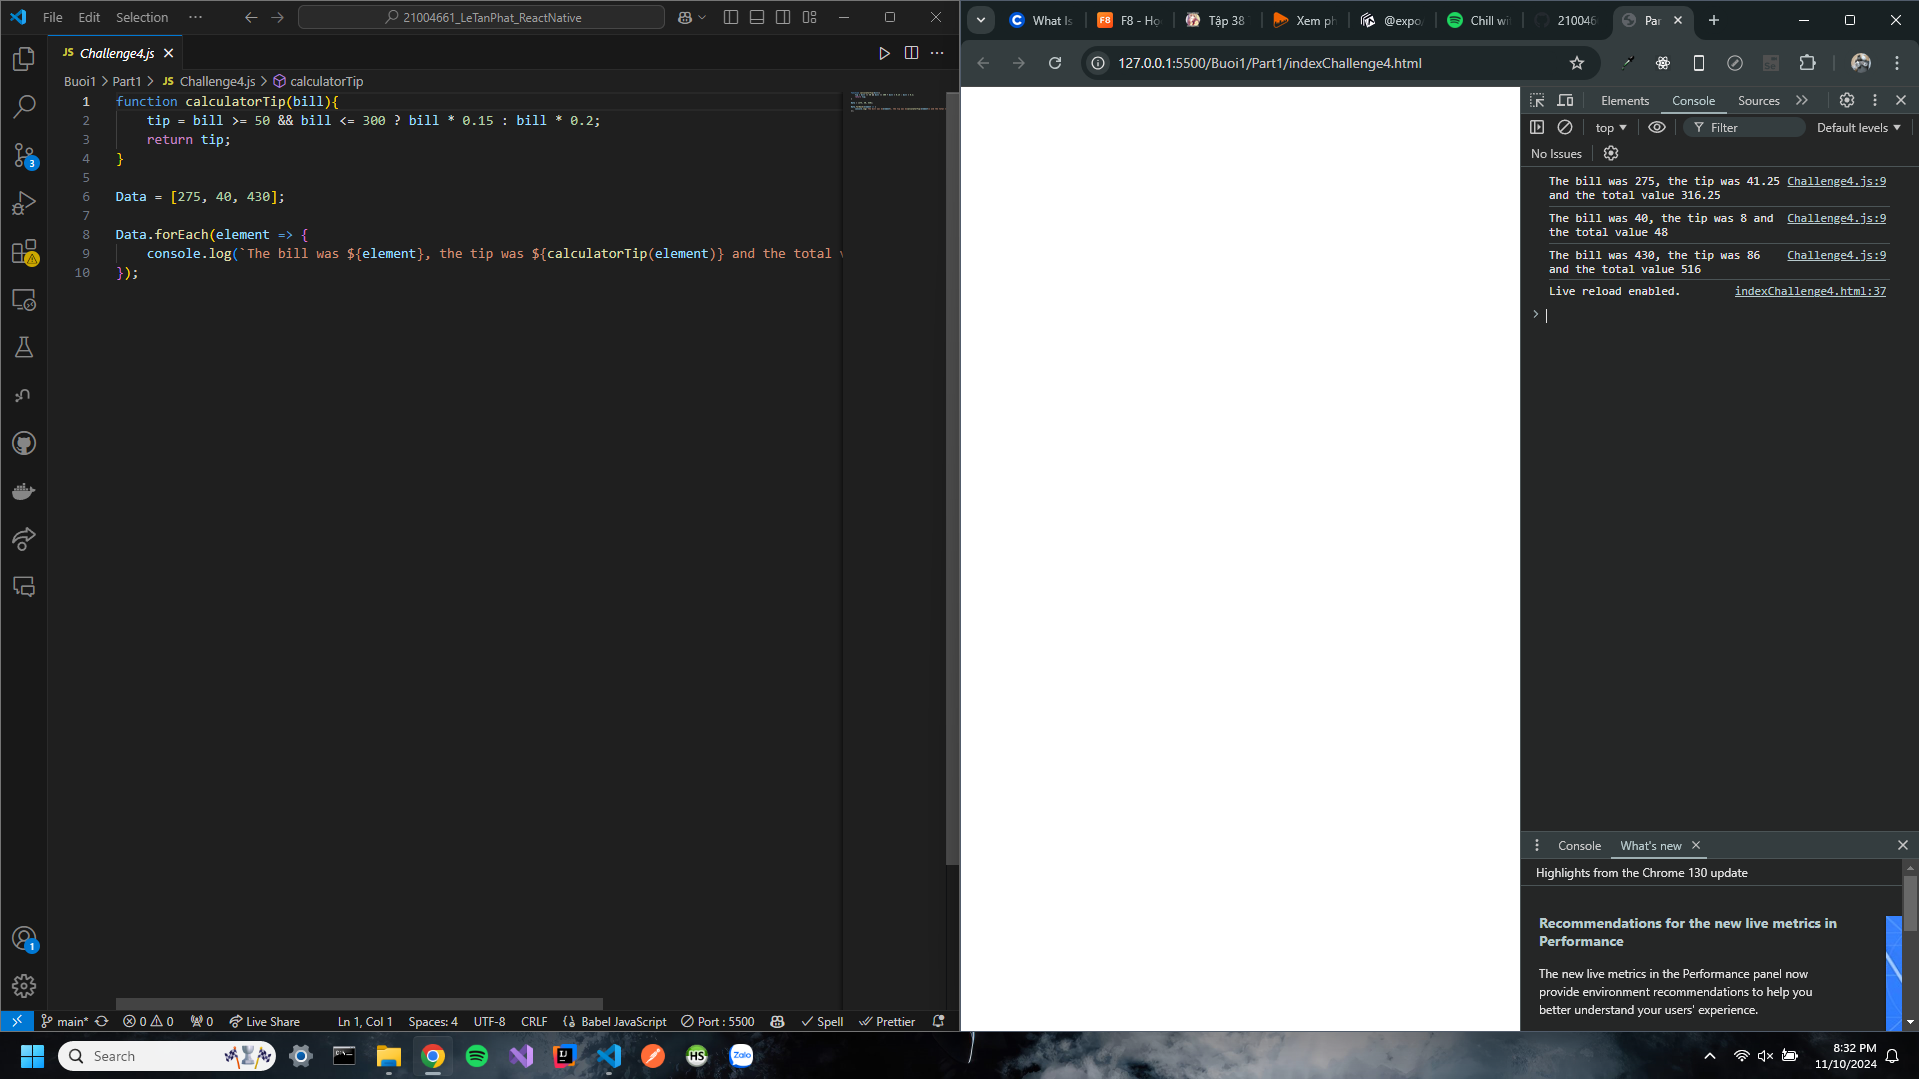 File Edit Selection ··· 21004661_LeTanPhat_ReactNative
JS Challenge4.js
Buoi1 > Part1 > JS Challenge4.js > calculatorTip
1 function calculatorTip(bill){
2 tip = bill >= 50 && bill <= 300 ? bill * 0.15 : bill * 0.2;
3 return tip;
4 }
5
6 Data = [275, 40, 430];
7
8 Data.forEach(element => {
9 console.log(`The bill was ${element}, the tip was ${calculatorTip(element)} and the total
10 });
3
1
main* 0 0 0 Live Share Ln 1, Col 1 Spaces: 4 UTF-8 CRLF Babel JavaScript Port : 5500 Spell Prettier
What Is F8 - Họ Tập 38 Xem ph @expo/ Chill wi 210046 Par
127.0.0.1:5500/Buoi1/Part1/indexChallenge4.html
Elements Console Sources
top Filter Default levels
No Issues
The bill was 275, the tip was 41.25 Challenge4.js:9
and the total value 316.25
The bill was 40, the tip was 8 and Challenge4.js:9
the total value 48
The bill was 430, the tip was 86 Challenge4.js:9
and the total value 516
Live reload enabled. indexChallenge4.html:37
Console What's new
Highlights from the Chrome 130 update
Recommendations for the new live metrics in
Performance
The new live metrics in the Performance panel now
provide environment recommendations to help you
better understand your users' experience.
Search
HS
Zalo
8:32 PM
11/10/2024